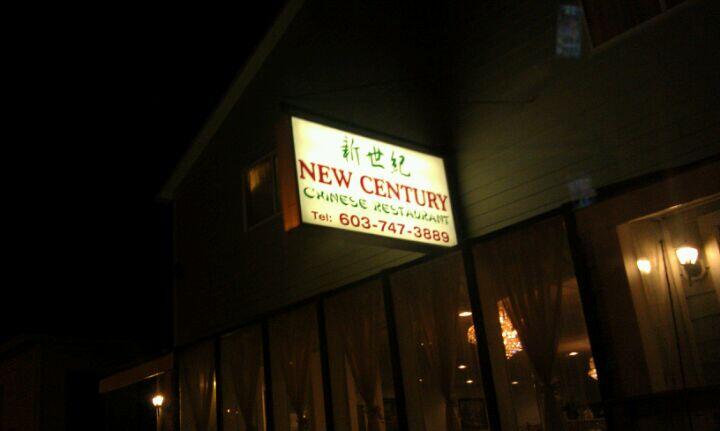 新世紀
NEW CENTURY
CHINESE RESTAURANT
Tel: 603-747-3889